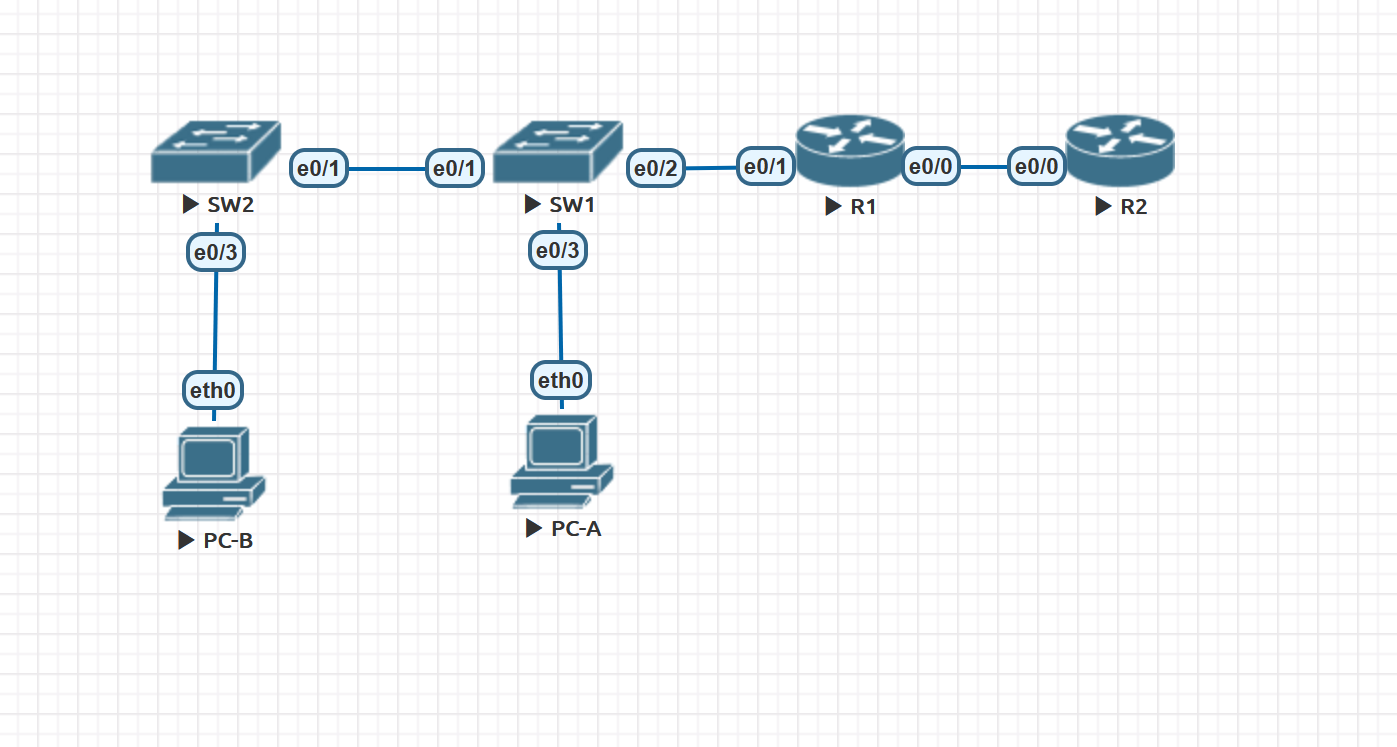 e0/1 e0/1 e0/2 e0/1 e0/0 e0/0
SW2 SW1 R1 R2
e0/3 e0/3
eth0 eth0
PC-B PC-A